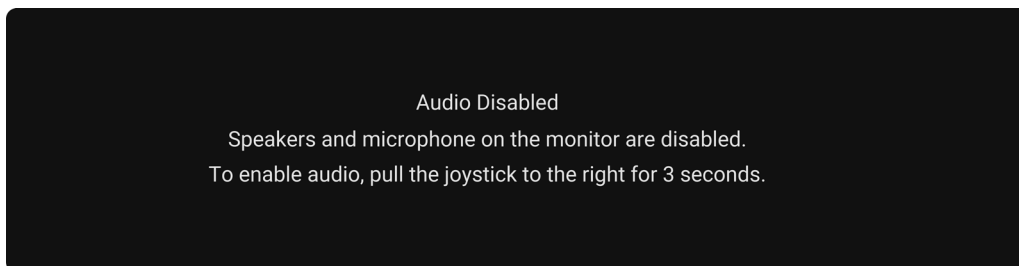 Audio Disabled
Speakers and microphone on the monitor are disabled.
To enable audio, pull the joystick to the right for 3 seconds.